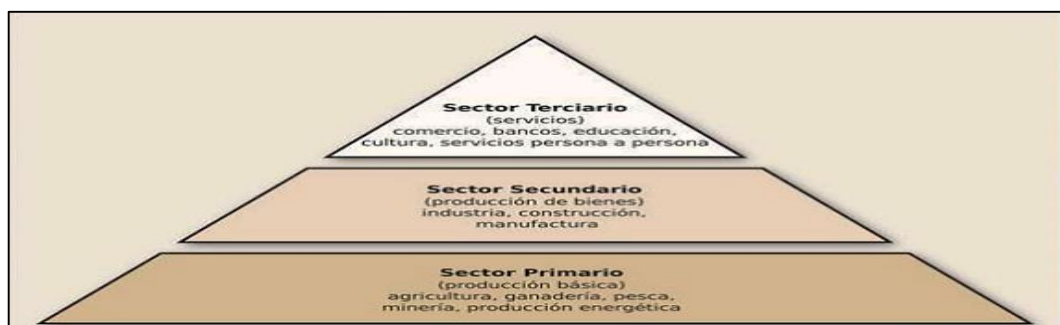 Sector Terciario
(servicios)
comercio, bancos, educación,
cultura, servicios persona a persona
Sector Secundario
(producción de bienes)
industria, construcción,
manufactura
Sector Primario
(producción básica)
agricultura, ganadería, pesca,
minería, producción energética